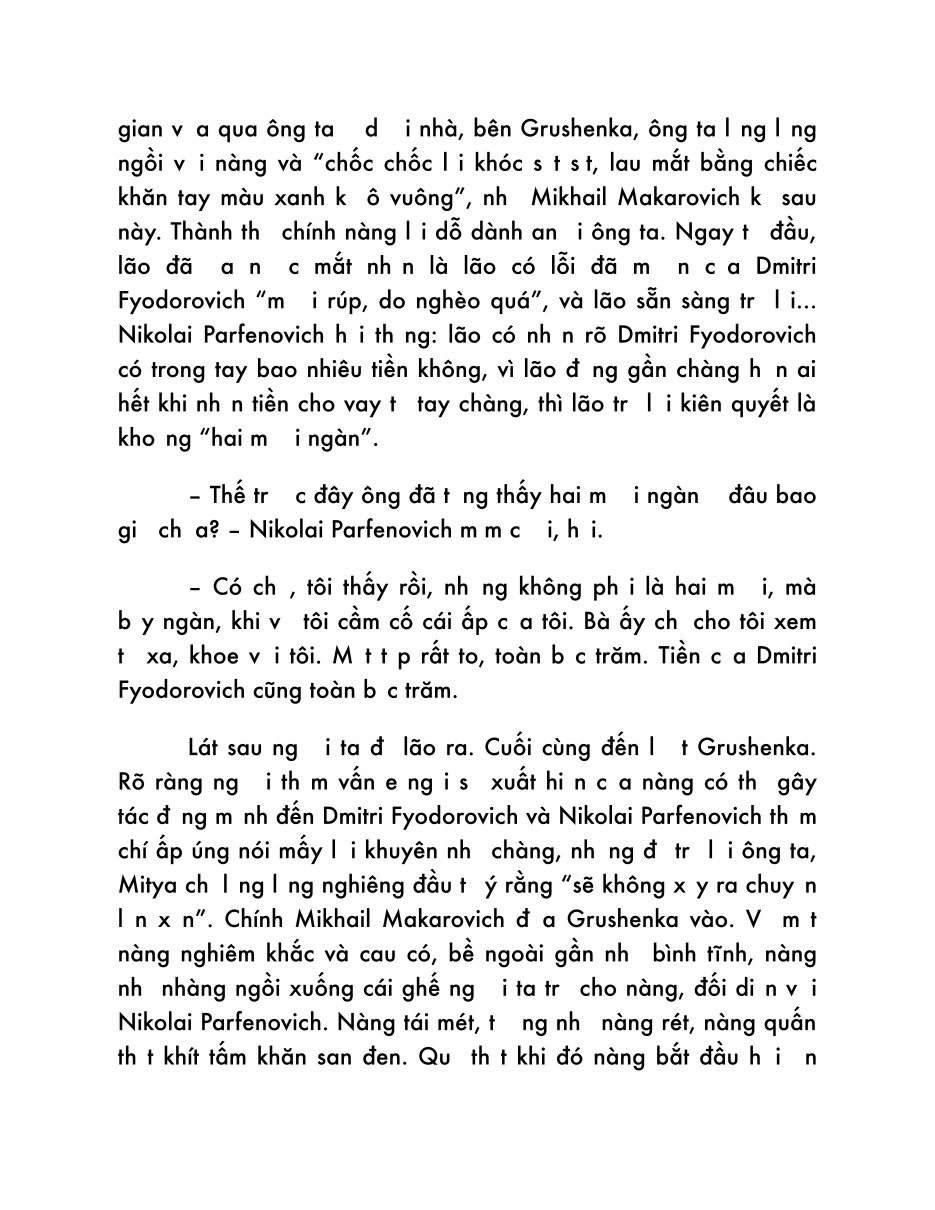 gian v a qua ông ta d i nhà, bên Grushenka, ông ta l ng l ng
ngồi v i nàng và “chốc chốc l i khóc s t s t, lau mắt bằng chiếc
khăn tay màu xanh k ô vuông”, nh Mikhail Makarovich k sau
này. Thành th chính nàng l i dỗ dành an i ông ta. Ngay t đầu,
lão đã a n c mắt nh n là lão có lỗi đã m n c a Dmitri
Fyodorovich “m i rúp, do nghèo quá”, và lão sẵn sàng tr l i...
Nikolai Parfenovich h i th ng: lão có nh n rõ Dmitri Fyodorovich
có trong tay bao nhiêu tiền không, vì lão đ ng gần chàng h n ai
hết khi nh n tiền cho vay t tay chàng, thì lão tr l i kiên quyết là
kho ng “hai m i ngàn”.
– Thế tr c đây ông đã t ng thấy hai m i ngàn đâu bao
gi ch a? – Nikolai Parfenovich m m c i, h i.
– Có ch , tôi thấy rồi, nh ng không ph i là hai m i, mà
b y ngàn, khi v tôi cầm cố cái ấp c a tôi. Bà ấy ch cho tôi xem
t xa, khoe v i tôi. M t t p rất to, toàn b c trăm. Tiền c a Dmitri
Fyodorovich cũng toàn b c trăm.
Lát sau ng i ta đ lão ra. Cuối cùng đến l t Grushenka.
Rõ ràng ng i th m vấn e ng i s xuất hi n c a nàng có th gây
tác đ ng m nh đến Dmitri Fyodorovich và Nikolai Parfenovich th m
chí ấp úng nói mấy l i khuyên nh chàng, nh ng đ tr l i ông ta,
Mitya ch l ng l ng nghiêng đầu t ý rằng “sẽ không x y ra chuy n
l n x n”. Chính Mikhail Makarovich đ a Grushenka vào. V m t
nàng nghiêm khắc và cau có, bề ngoài gần nh bình tĩnh, nàng
nh nhàng ngồi xuống cái ghế ng i ta tr cho nàng, đối di n v i
Nikolai Parfenovich. Nàng tái mét, t ng nh nàng rét, nàng quấn
th t khít tấm khăn san đen. Qu th t khi đó nàng bắt đầu h i n